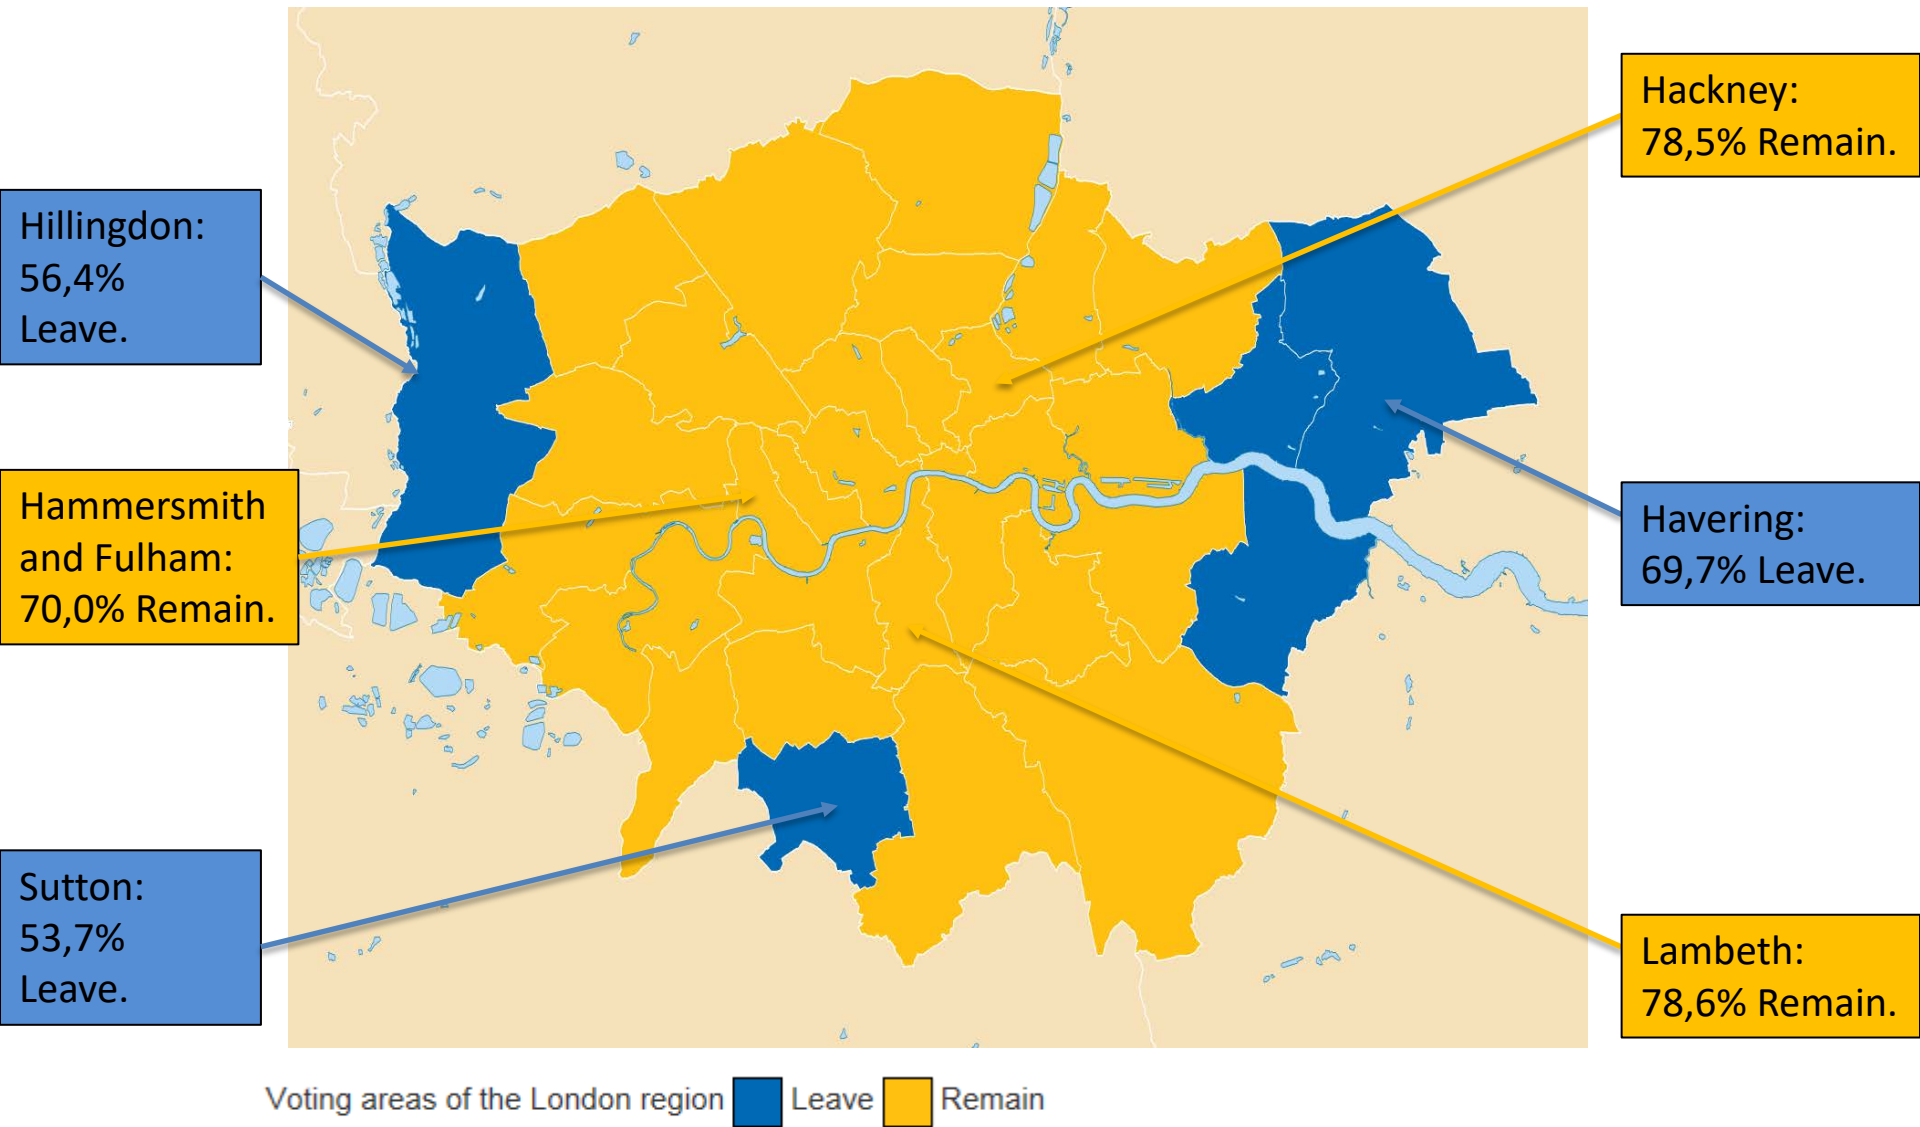 Hackney:
78,5% Remain.
Hillingdon:
56,4%
Leave.
Hammersmith
and Fulham:
70,0% Remain.
Havering:
69,7% Leave.
Sutton:
53,7%
Leave.
Lambeth:
78,6% Remain.
Voting areas of the London region Leave Remain